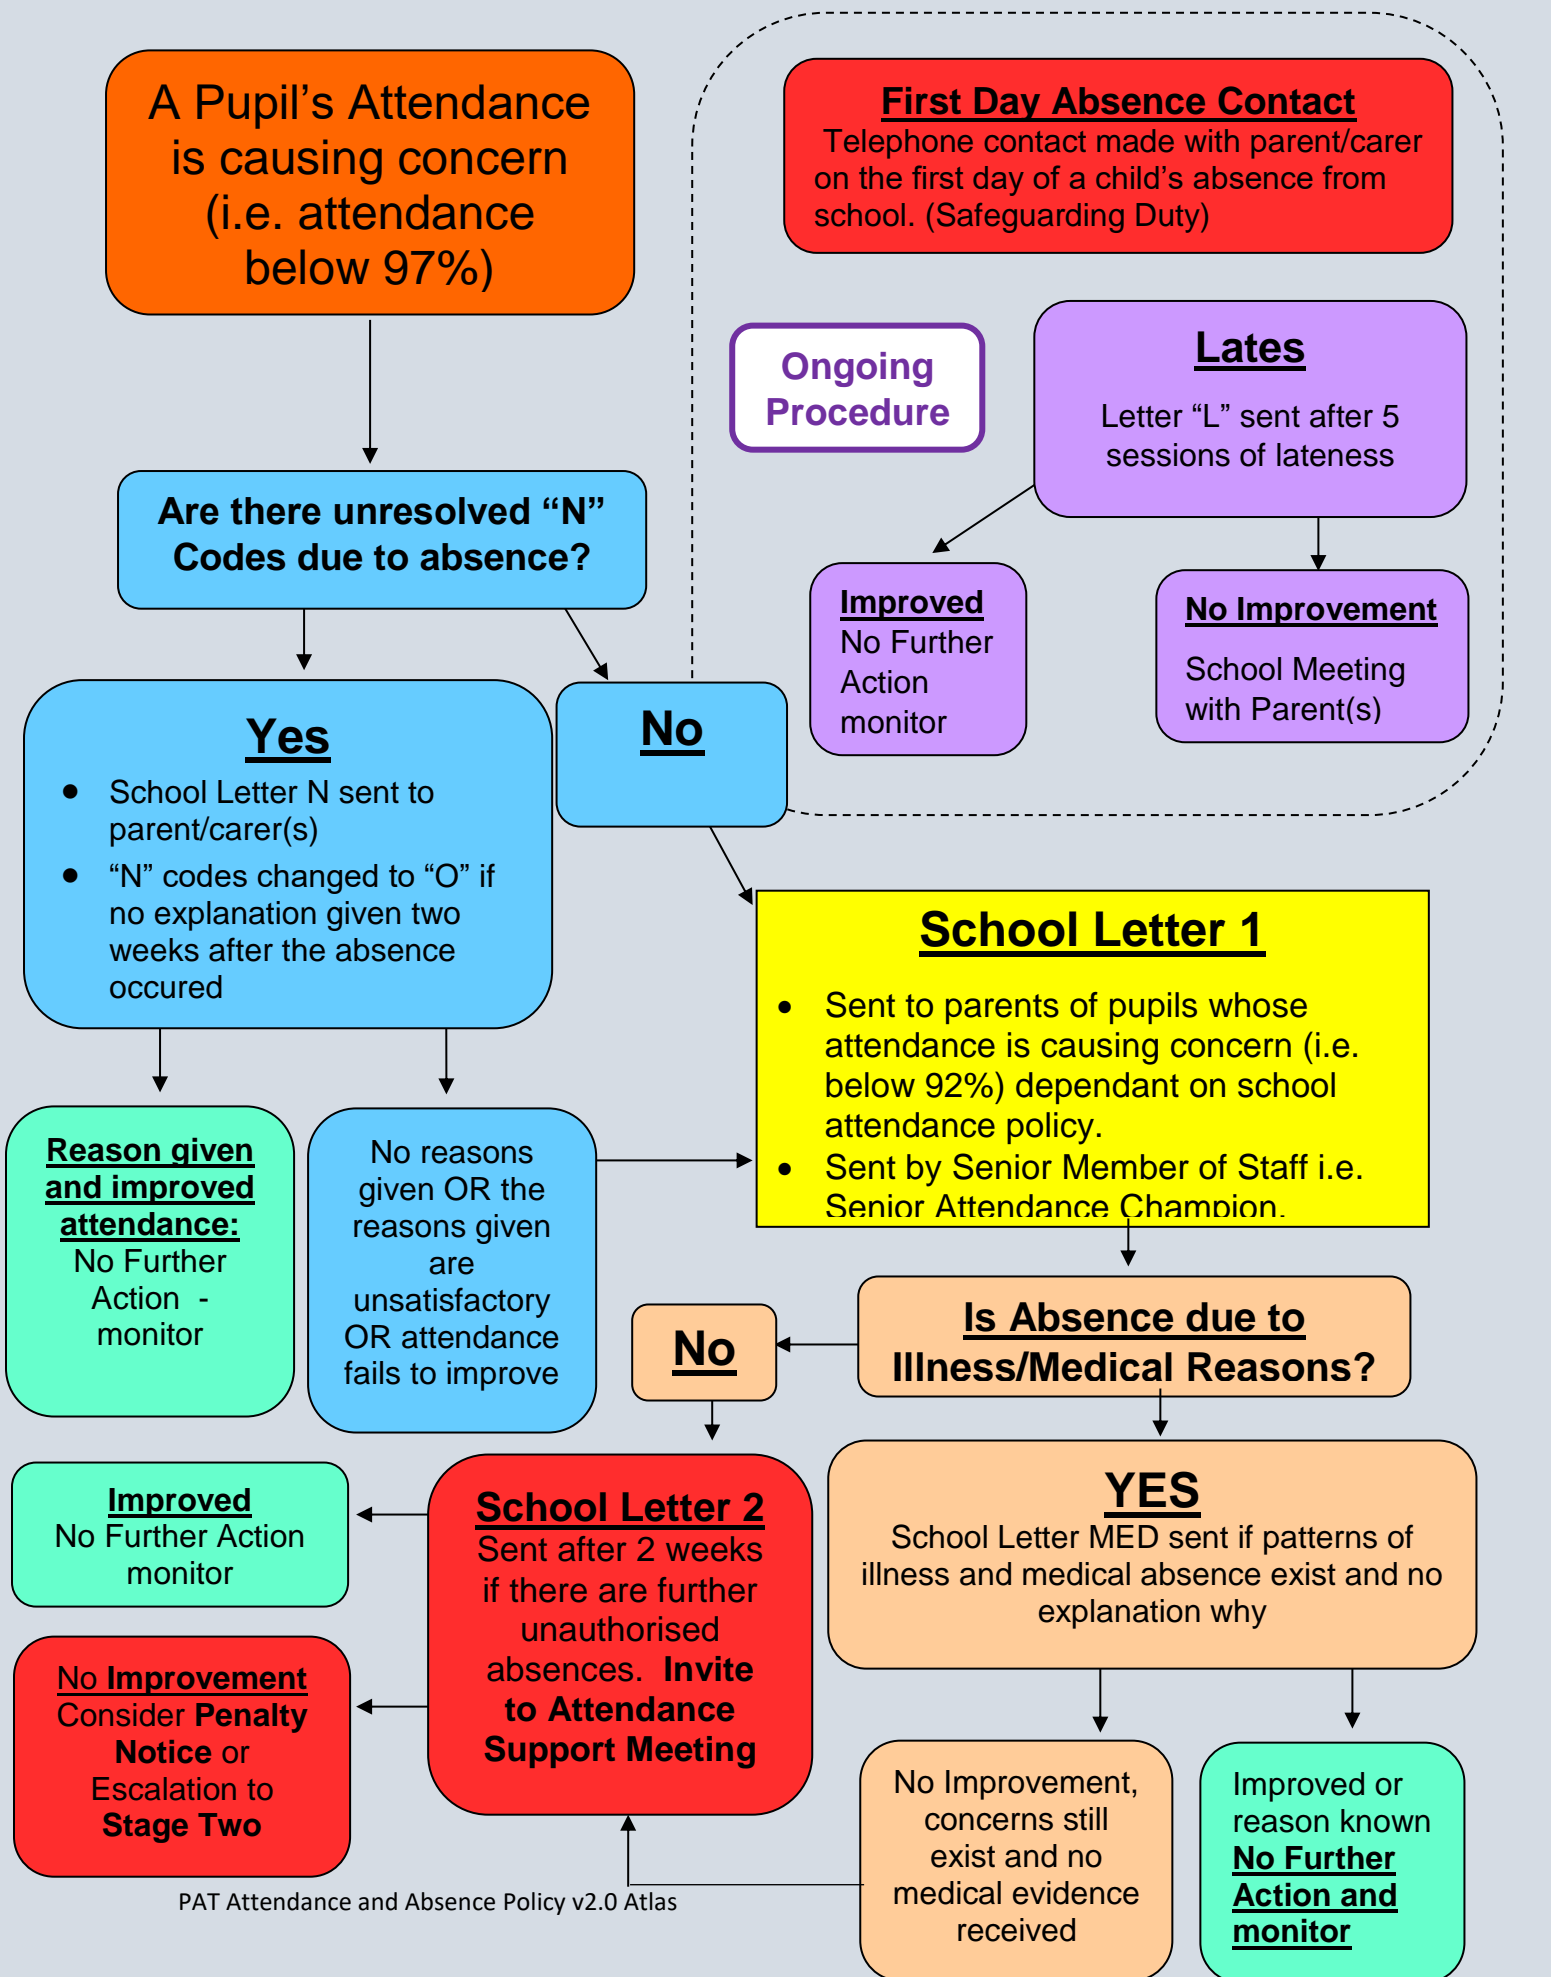 A Pupil’s Attendance
is causing concern
(i.e. attendance
below 97%)
First Day Absence Contact
Telephone contact made with parent/carer
on the first day of a child’s absence from
school. (Safeguarding Duty)
Ongoing
Procedure
Lates
Letter “L” sent after 5
sessions of lateness
Improved
No Further
Action
monitor
No Improvement
School Meeting
with Parent(s)
Are there unresolved “N”
Codes due to absence?
Yes
• School Letter N sent to
parent/carer(s)
• “N” codes changed to “O” if
no explanation given two
weeks after the absence
occured
No
School Letter 1
• Sent to parents of pupils whose
attendance is causing concern (i.e.
below 92%) dependant on school
attendance policy.
• Sent by Senior Member of Staff i.e.
Senior Attendance Champion.
Reason given
and improved
attendance:
No Further
Action -
monitor
No reasons
given OR the
reasons given
are
unsatisfactory
OR attendance
fails to improve
Is Absence due to
Illness/Medical Reasons?
No
YES
School Letter MED sent if patterns of
illness and medical absence exist and no
explanation why
School Letter 2
Sent after 2 weeks
if there are further
unauthorised
absences. Invite
to Attendance
Support Meeting
Improved
No Further Action
monitor
No Improvement
Consider Penalty
Notice or
Escalation to
Stage Two
No Improvement,
concerns still
exist and no
medical evidence
received
Improved or
reason known
No Further
Action and
monitor
PAT Attendance and Absence Policy v2.0 Atlas